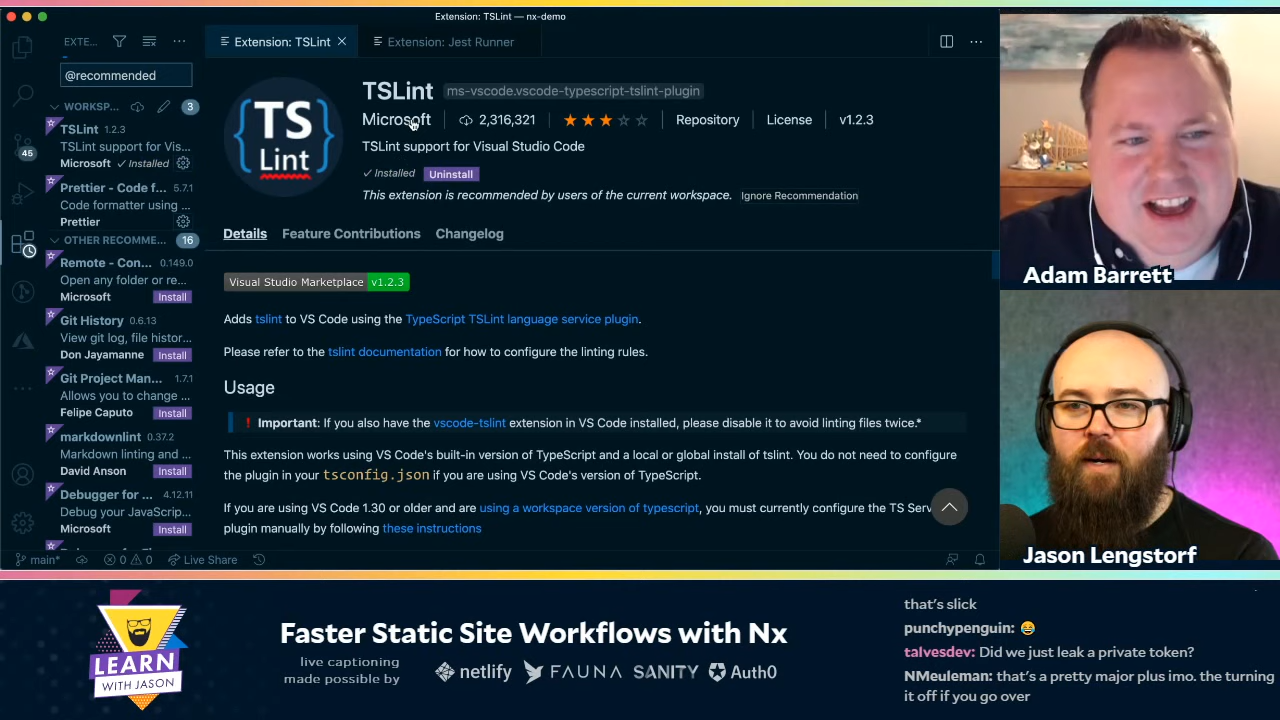 Extension: TSLint — nx-demo
EXTE...
@recommended
WORKSP...
3
TSLint 1.2.3
TSLint support for Vis...
Microsoft ✓ Installed
Prettier - Code f... 5.7.1
Code formatter using ...
Prettier
OTHER RECOMME...
16
Remote - Con... 0.149.0
Open any folder or re...
Microsoft Install
Git History 0.6.13
View git log, file histor...
Don Jayamanne Install
Git Project Man... 1.7.1
Allows you to change ...
Felipe Caputo Install
markdownlint 0.37.2
Markdown linting and ...
David Anson Install
Debugger for ... 4.12.11
Debug your JavaScrip...
Microsoft Install
45
main*
0 0
Live Share
Extension: TSLint
Extension: Jest Runner
TS
Lint
TSLint ms-vscode.vscode-typescript-tslint-plugin
Microsoft 2,316,321 Repository License v1.2.3
TSLint support for Visual Studio Code
✓ Installed Uninstall
This extension is recommended by users of the current workspace. Ignore Recommendation
Details Feature Contributions Changelog
Visual Studio Marketplace v1.2.3
Adds tslint to VS Code using the TypeScript TSLint language service plugin.
Please refer to the tslint documentation for how to configure the linting rules.
Usage
❗ Important: If you also have the vscode-tslint extension in VS Code installed, please disable it to avoid linting files twice.*
This extension works using VS Code's built-in version of TypeScript and a local or global install of tslint. You do not need to configure
the plugin in your tsconfig.json if you are using VS Code's version of TypeScript.
If you are using VS Code 1.30 or older and are using a workspace version of typescript, you must currently configure the TS Serv
plugin manually by following these instructions
Adam Barrett
Jason Lengstorf
LEARN
WITH JASON
Faster Static Site Workflows with Nx
live captioning
made possible by
netlify FAUNA SANITY Auth0
that's slick
punchypenguin: 😂
talvesdev: Did we just leak a private token?
NMeuleman: that's a pretty major plus imo. the turning
it off if you go over